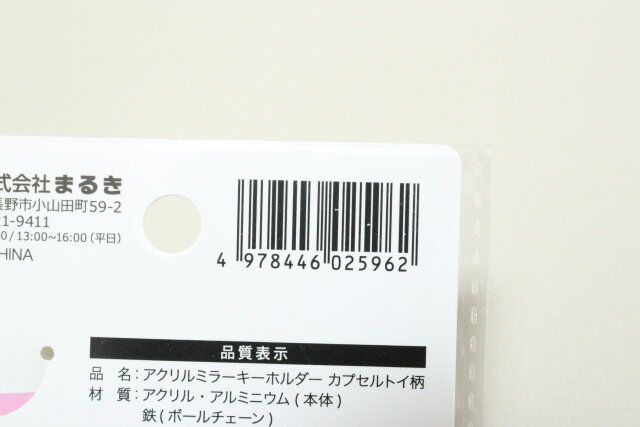 式会社まるき
長野市小山田町59-2
21-9411
0 / 13:00~16:00 (平日)
HINA
4 978446 025962
品質表示
品 名:アクリルミラーキーホルダー カプセルトイ柄
材 質:アクリル・アルミニウム(本体)
鉄(ボールチェーン)